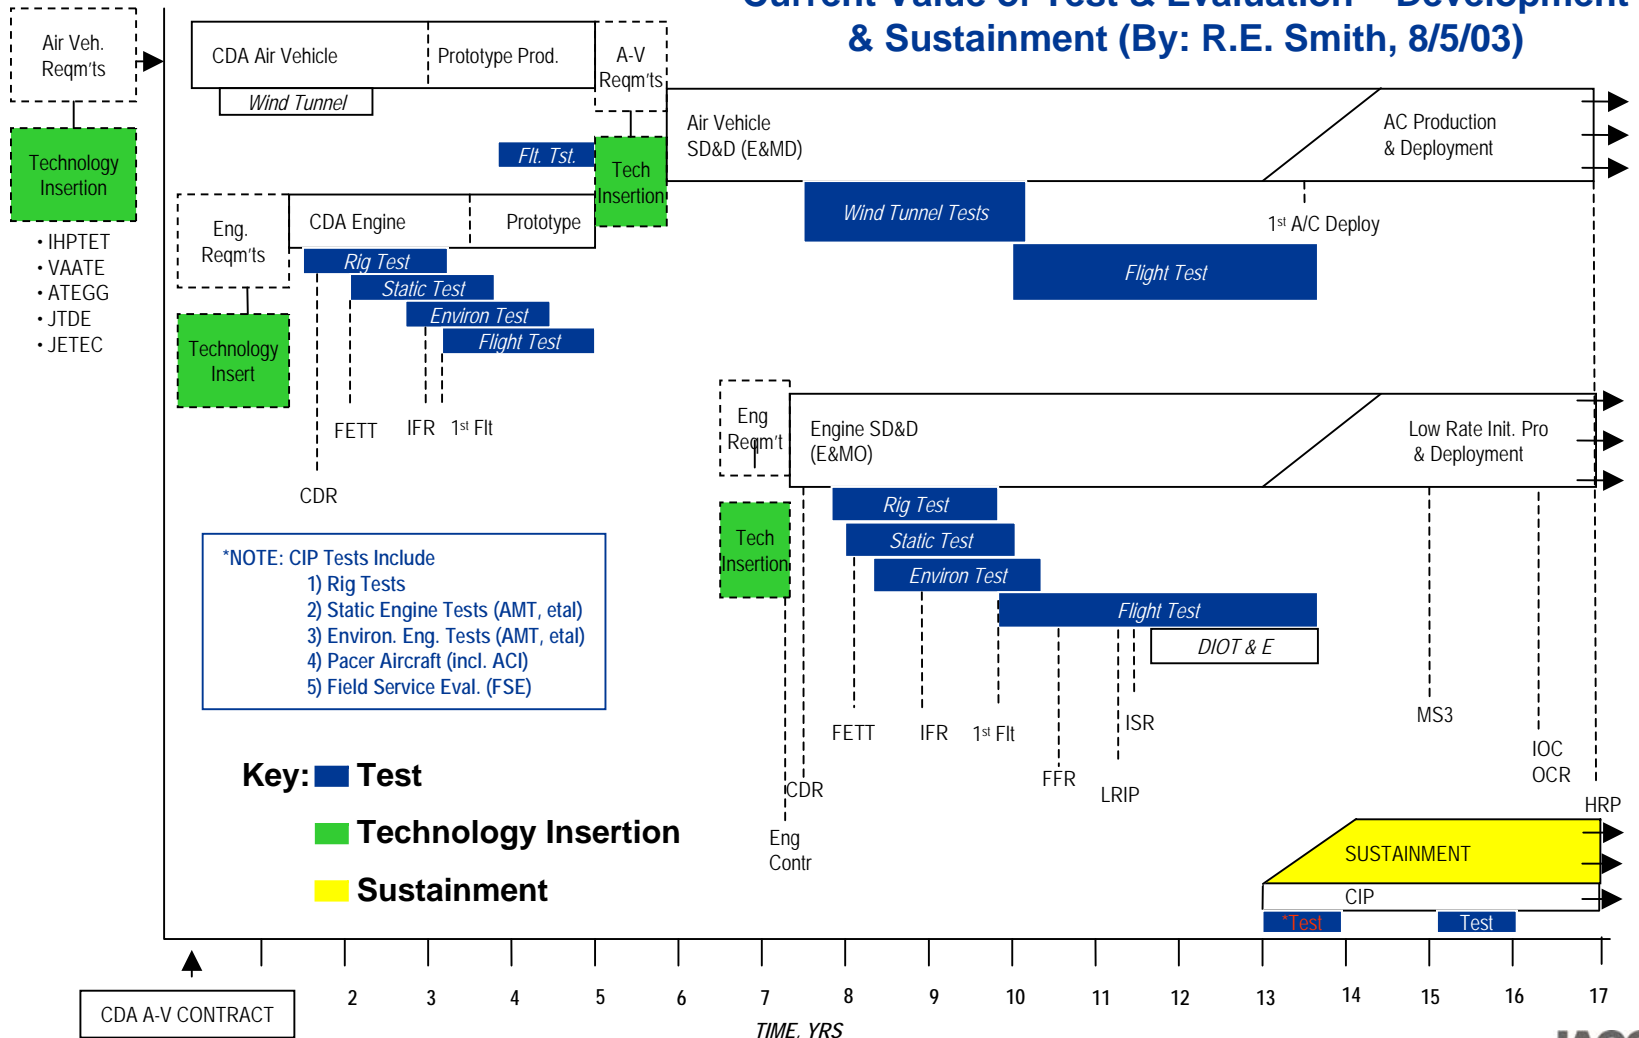 Current Value of Test & Evaluation – Development
& Sustainment (By: R.E. Smith, 8/5/03)
Air Veh.
Reqm'ts
CDA Air Vehicle
Prototype Prod.
A-V
Reqm'ts
Wind Tunnel
Technology
Insertion
• IHPTET
• VAATE
• ATEGG
• JTDE
• JETEC
Flt. Tst.
Tech
Insertion
Air Vehicle
SD&D (E&MD)
AC Production
& Deployment
Wind Tunnel Tests
1st A/C Deploy
Flight Test
Eng.
Reqm'ts
CDA Engine
Prototype
Rig Test
Static Test
Environ Test
Flight Test
Technology
Insert
FETT
IFR
1st Flt
CDR
Eng
Reqm't
Engine SD&D
(E&MO)
Low Rate Init. Pro
& Deployment
Tech
Insertion
Rig Test
Static Test
Environ Test
Flight Test
DIOT & E
*NOTE: CIP Tests Include
1) Rig Tests
2) Static Engine Tests (AMT, etal)
3) Environ. Eng. Tests (AMT, etal)
4) Pacer Aircraft (incl. ACI)
5) Field Service Eval. (FSE)
FETT
IFR
1st Flt
ISR
MS3
FFR
LRIP
CDR
IOC
OCR
HRP
Eng
Contr
Key:
Test
Technology Insertion
Sustainment
SUSTAINMENT
CIP
*Test
Test
2 3 4 5 6 7 8 9 10 11 12 13 14 15 16 17
CDA A-V CONTRACT
TIME, YRS